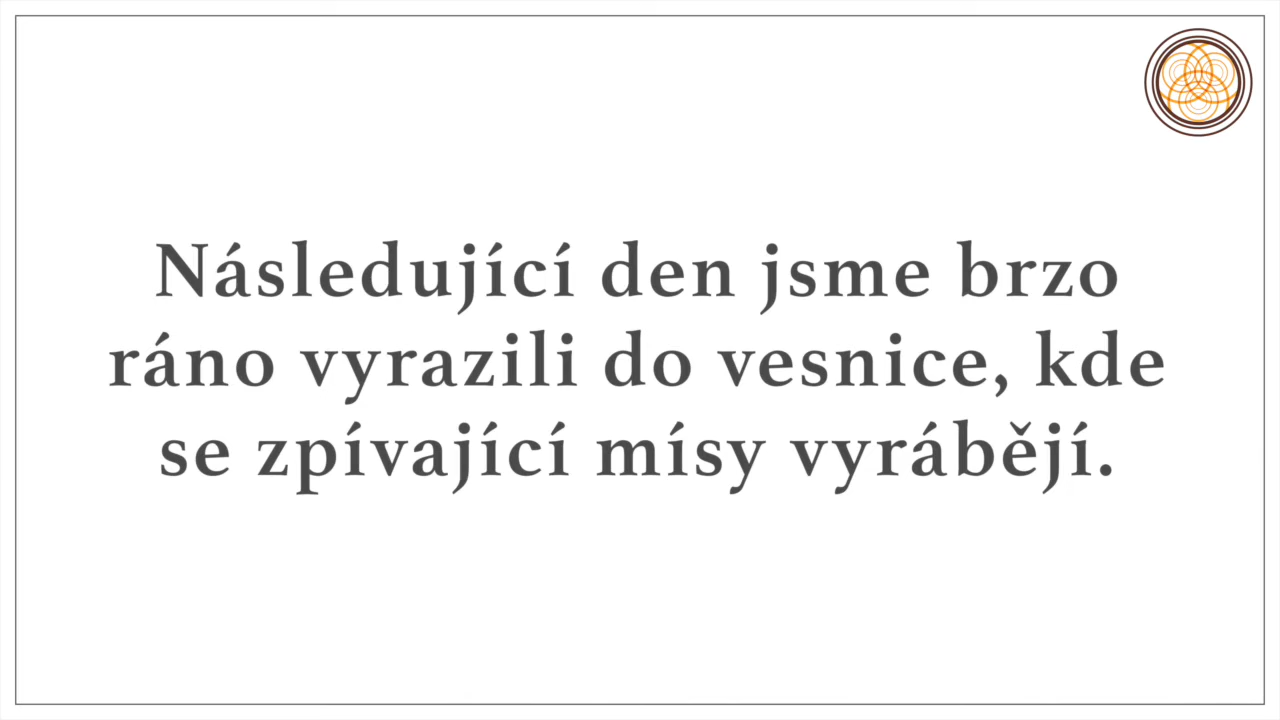 Následující den jsme brzo
ráno vyrazili do vesnice, kde
se zpívající mísy vyrábějí.